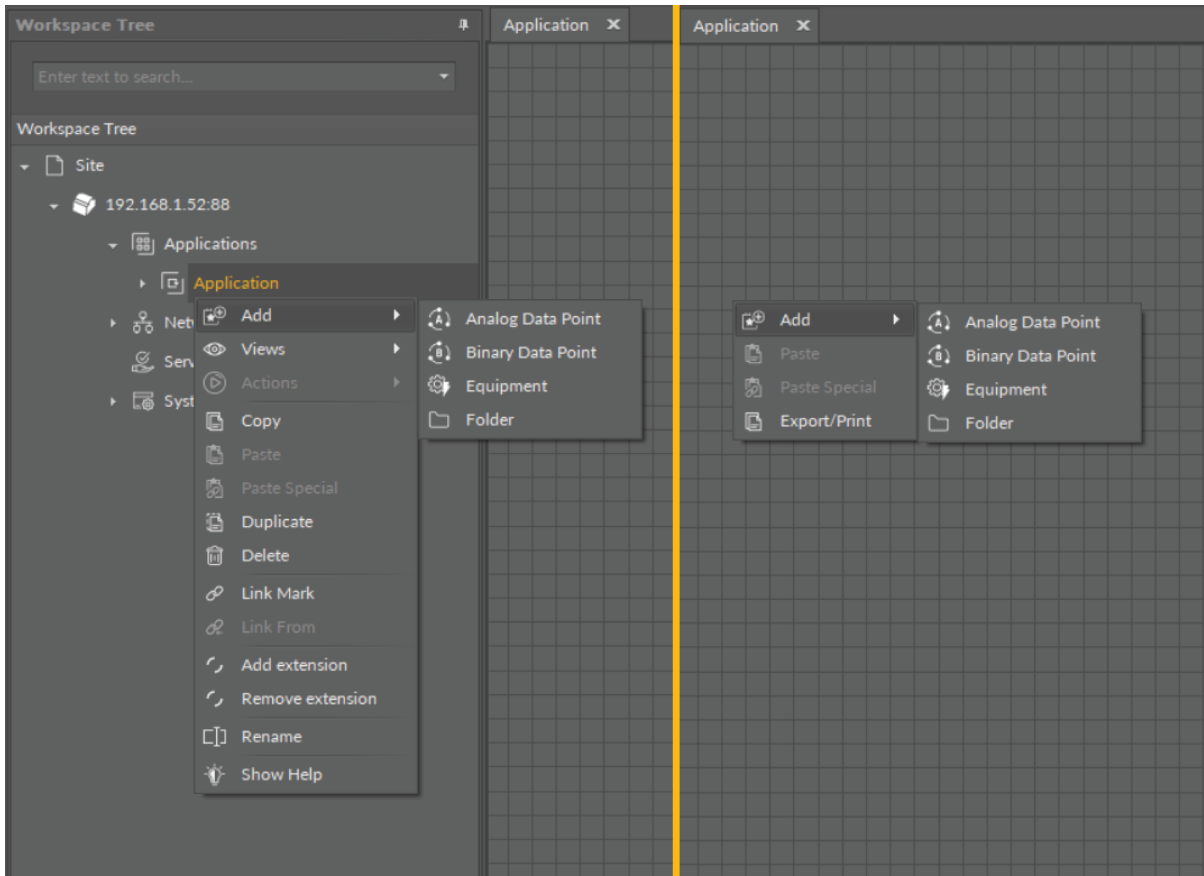 Workspace Tree
Enter text to search...
Workspace Tree
Site
192.168.1.52:88
Applications
Application
Add
Views
Actions
Copy
Paste
Paste Special
Duplicate
Delete
Link Mark
Link From
Add extension
Remove extension
Rename
Show Help
Analog Data Point
Binary Data Point
Equipment
Folder
Application
Application
Add
Paste
Paste Special
Export/Print
Analog Data Point
Binary Data Point
Equipment
Folder